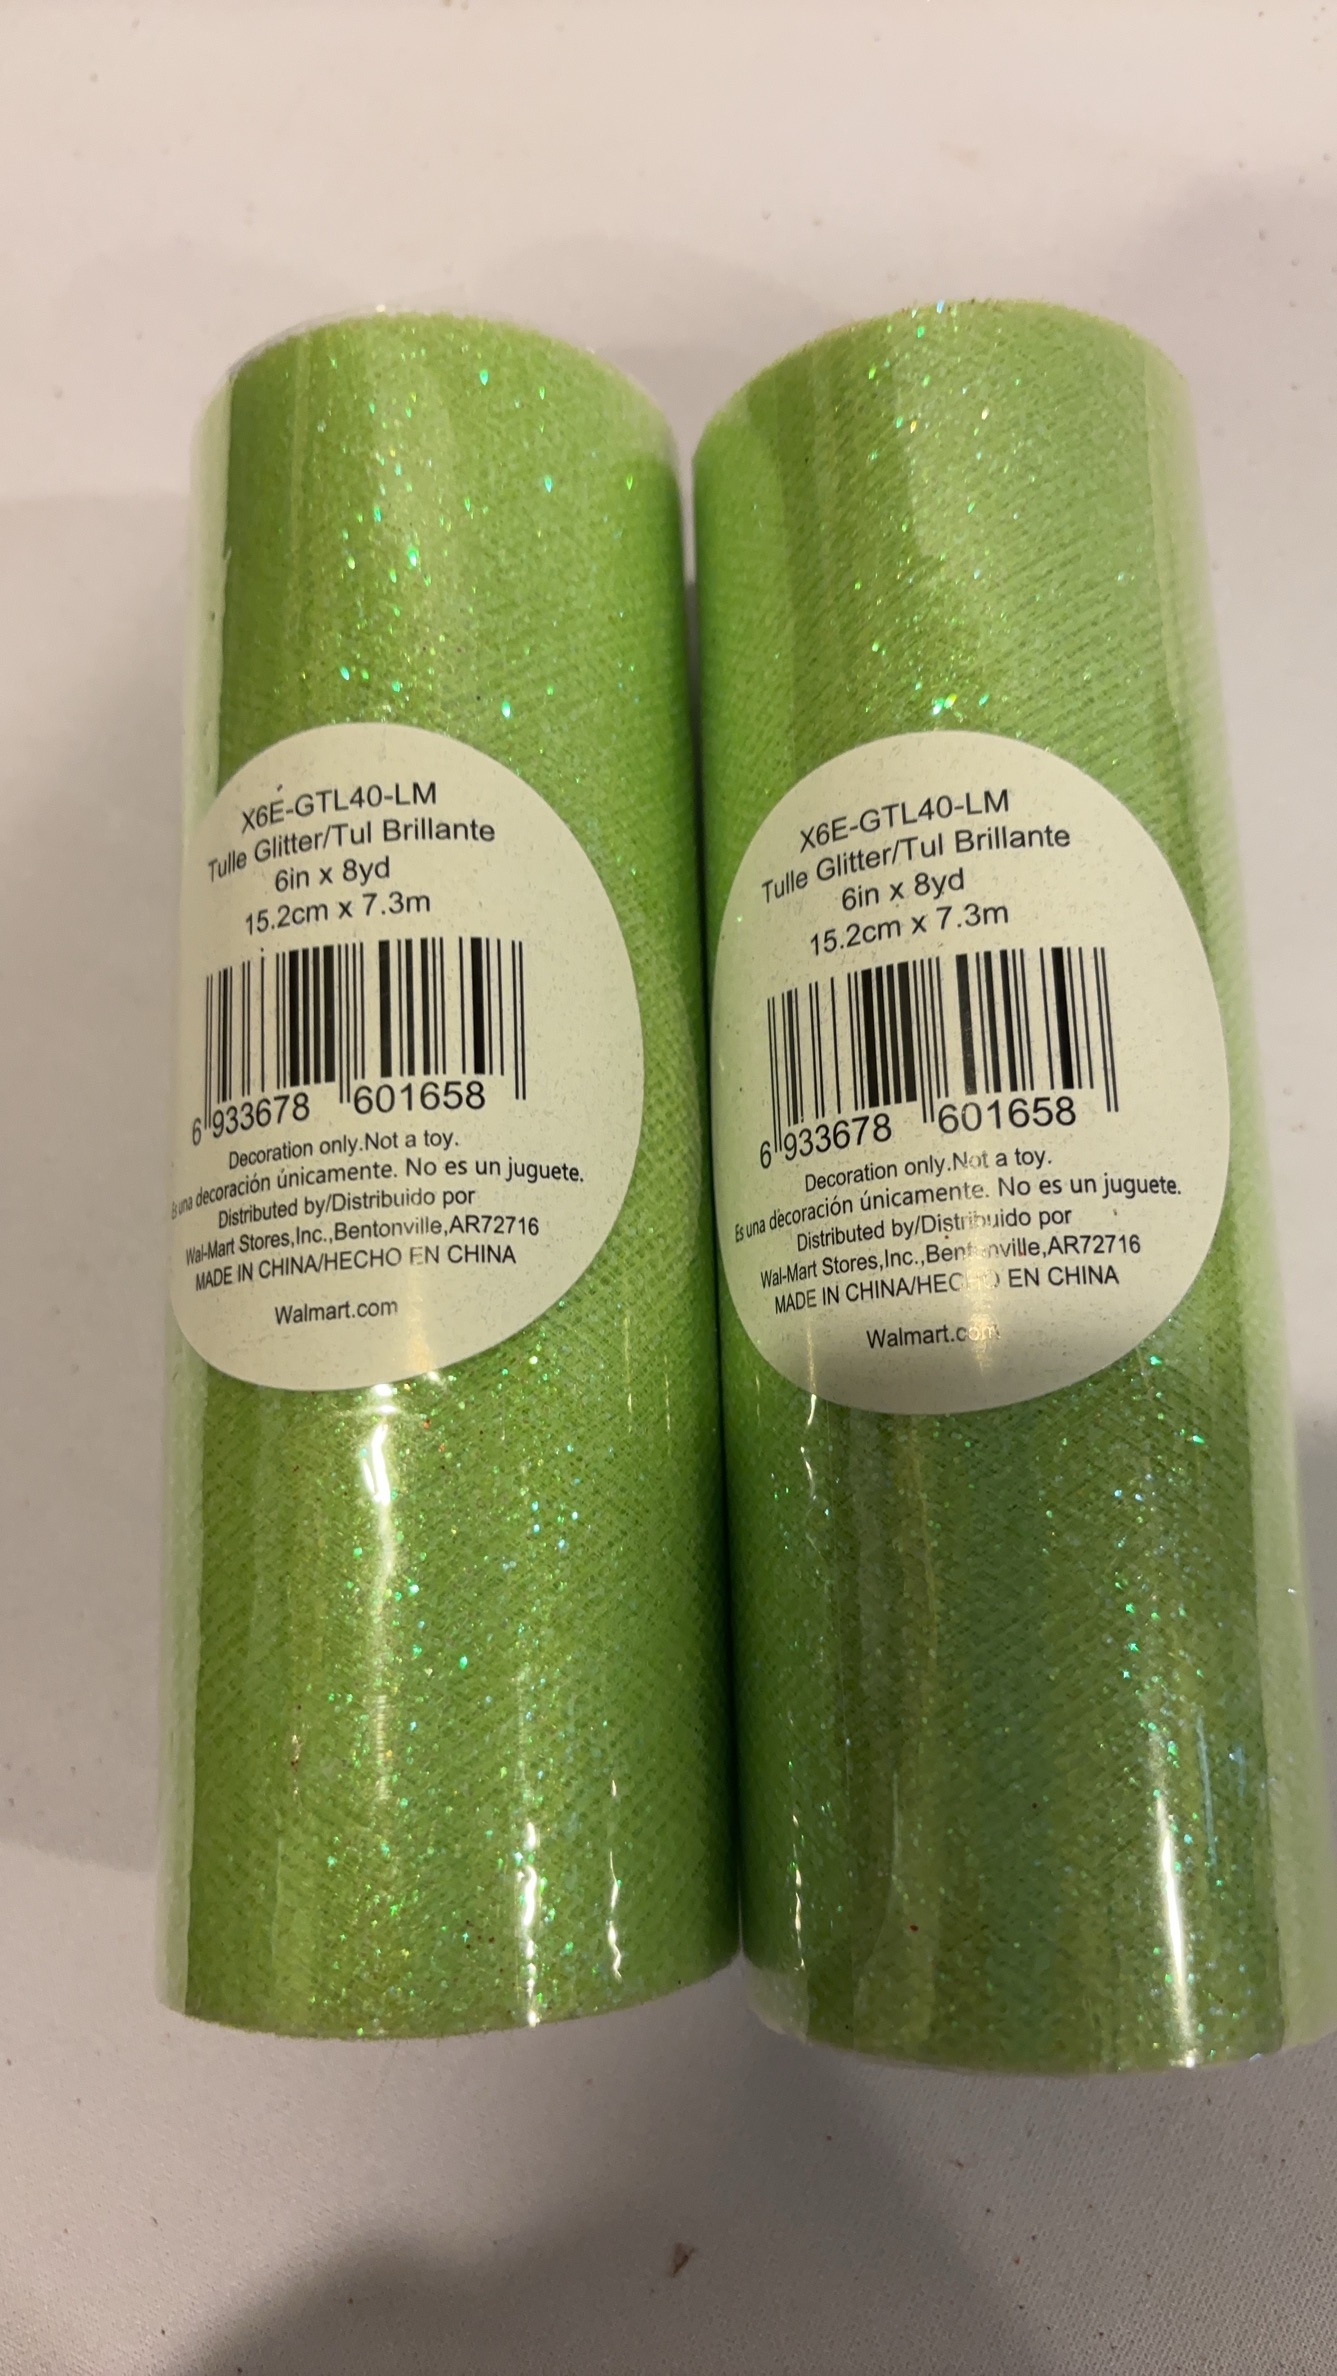 X6E-GTL40-LM
Tulle Glitter/Tul Brillante
6in x 8yd
15.2cm x 7.3m
6 933678 601658
Decoration only.Not a toy.
Es una decoración únicamente. No es un juguete.
Distributed by/Distribuido por
Wal-Mart Stores,Inc.,Bentonville,AR72716
MADE IN CHINA/HECHO EN CHINA
Walmart.com
X6E-GTL40-LM
Tulle Glitter/Tul Brillante
6in x 8yd
15.2cm x 7.3m
6 933678 601658
Decoration only.Not a toy.
Es una decoración únicamente. No es un juguete.
Distributed by/Distribuido por
Wal-Mart Stores,Inc.,Bentonville,AR72716
MADE IN CHINA/HECHO EN CHINA
Walmart.com